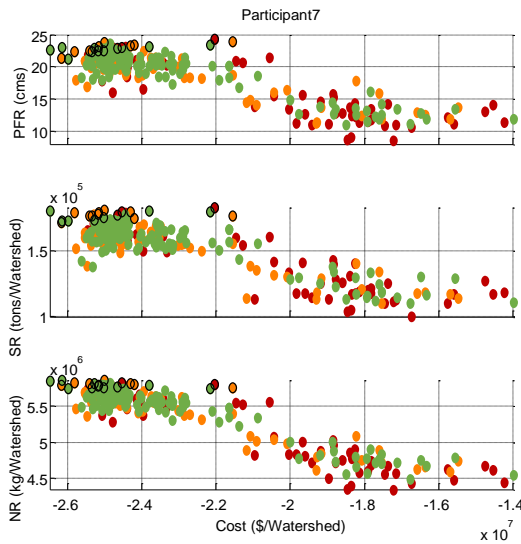 Participant7
25
20
15
10
PFR (cms)
x 10^5
1.5
1
SR (tons/Watershed)
x 10^6
5.5
5
4.5
NR (kg/Watershed)
-2.6 -2.4 -2.2 -2 -1.8 -1.6 -1.4
Cost ($/Watershed)
x 10^7